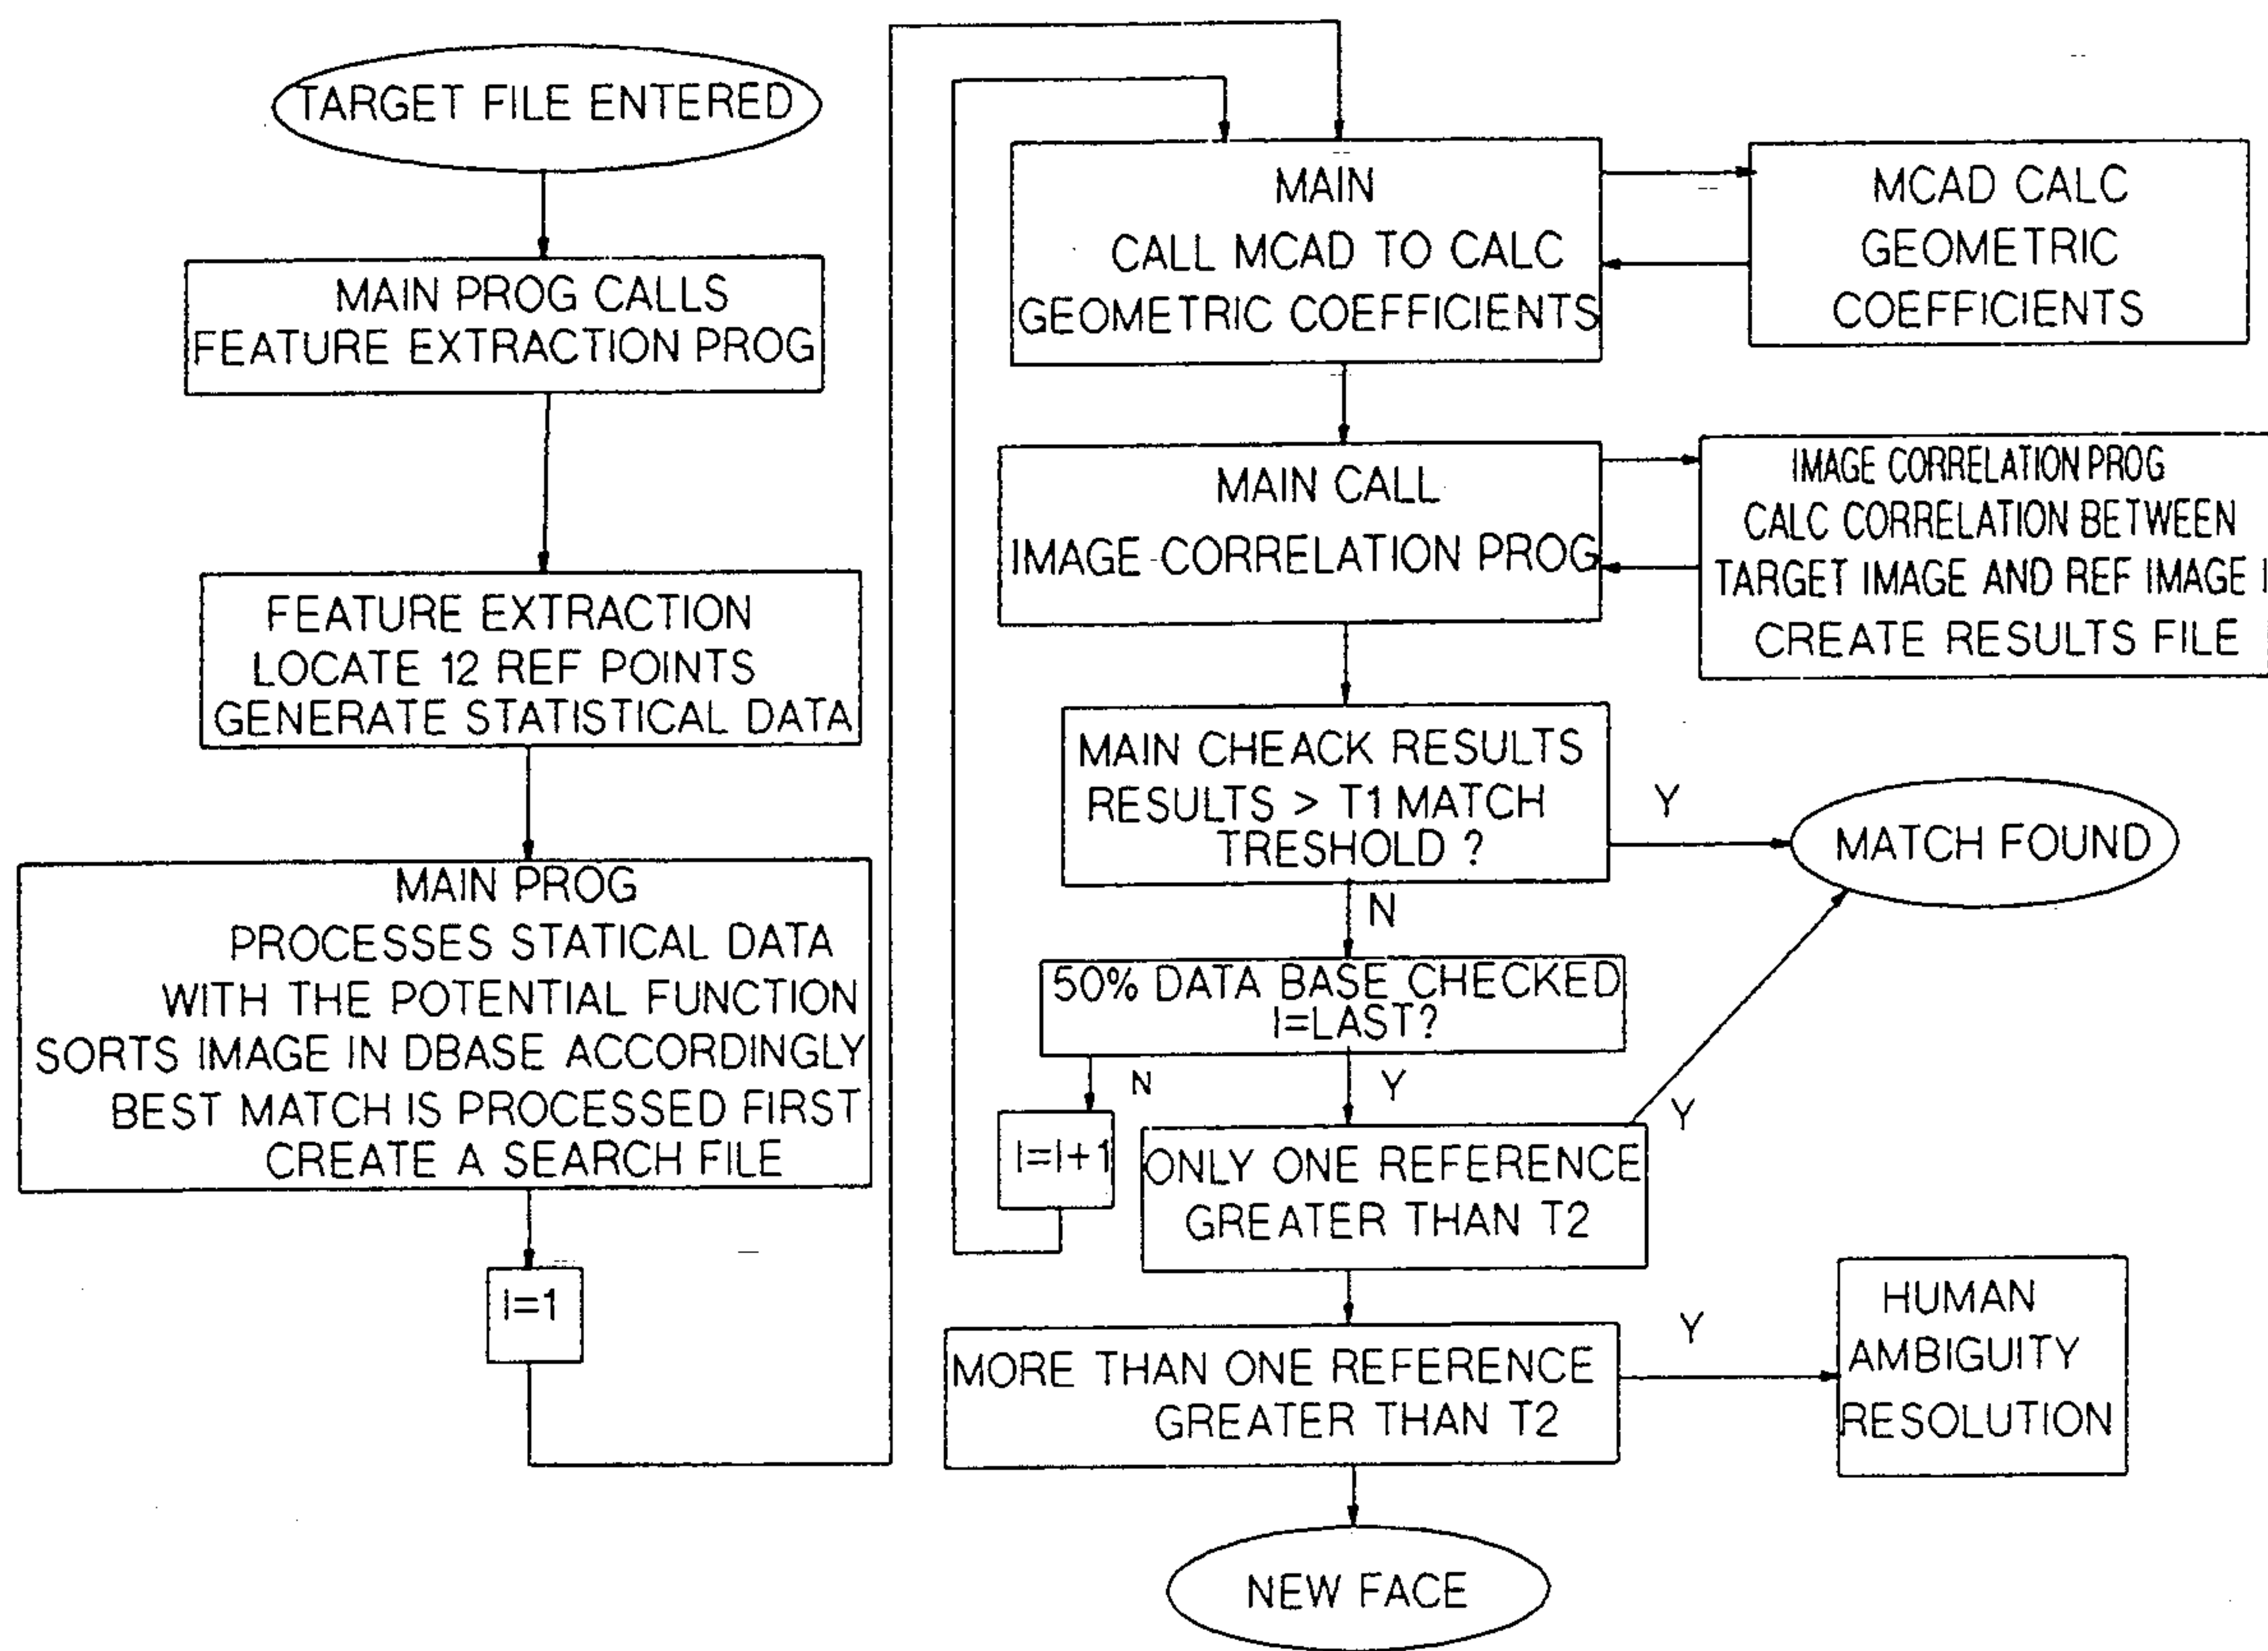 TARGET FILE ENTERED
MAIN PROG CALLS
FEATURE EXTRACTION PROG
FEATURE EXTRACTION
LOCATE 12 REF POINTS
GENERATE STATISTICAL DATA
MAIN PROG
PROCESSES STATICAL DATA
WITH THE POTENTIAL FUNCTION
SORTS IMAGE IN DBASE ACCORDINGLY
BEST MATCH IS PROCESSED FIRST
CREATE A SEARCH FILE
I=1
MAIN
CALL MCAD TO CALC
GEOMETRIC COEFFICIENTS
MCAD CALC
GEOMETRIC
COEFFICIENTS
MAIN CALL
IMAGE CORRELATION PROG
IMAGE CORRELATION PROG
CALC CORRELATION BETWEEN
TARGET IMAGE AND REF IMAGE I
CREATE RESULTS FILE
MAIN CHEACK RESULTS
RESULTS > T1 MATCH
TRESHOLD ?
Y
MATCH FOUND
N
50% DATA BASE CHECKED
I=LAST?
N
Y
I=I+1
ONLY ONE REFERENCE
GREATER THAN T2
Y
MORE THAN ONE REFERENCE
GREATER THAN T2
Y
HUMAN
AMBIGUITY
RESOLUTION
NEW FACE